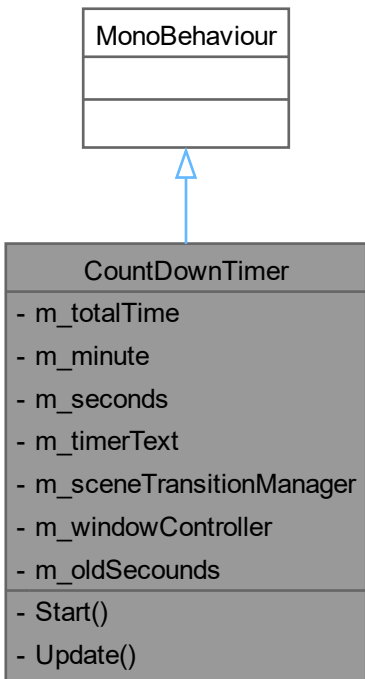 MonoBehaviour
CountDownTimer
- m_totalTime
- m_minute
- m_seconds
- m_timerText
- m_sceneTransitionManager
- m_windowController
- m_oldSecounds
- Start()
- Update()